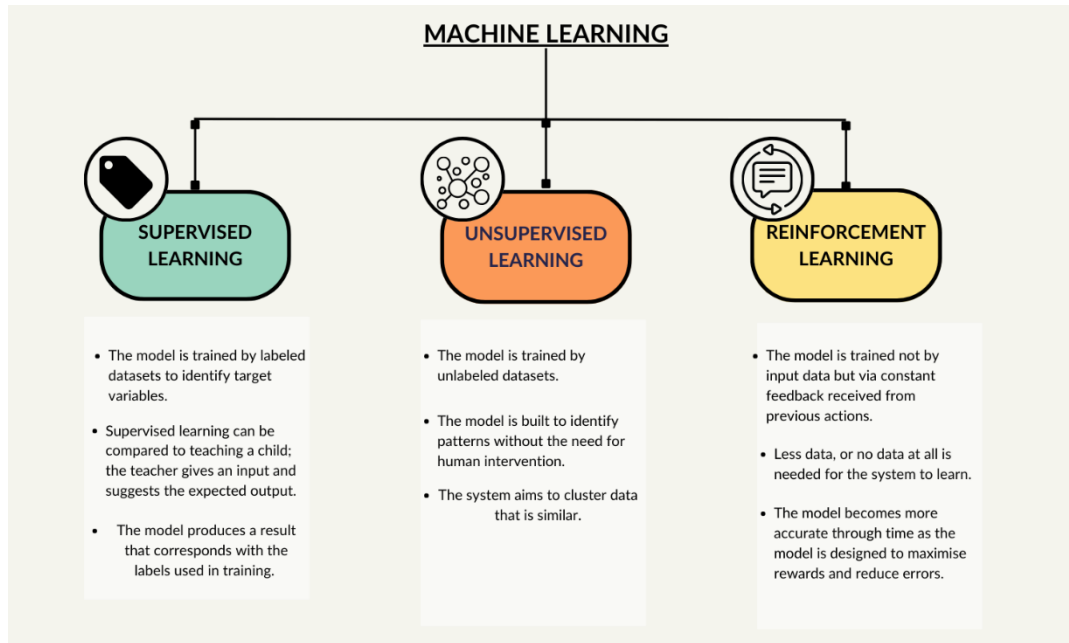 MACHINE LEARNING
SUPERVISED
LEARNING
• The model is trained by labeled
datasets to identify target
variables.
• Supervised learning can be
compared to teaching a child;
the teacher gives an input and
suggests the expected output.
• The model produces a result
that corresponds with the
labels used in training.
UNSUPERVISED
LEARNING
• The model is trained by
unlabeled datasets.
• The model is built to identify
patterns without the need for
human intervention.
• The system aims to cluster data
that is similar.
REINFORCEMENT
LEARNING
• The model is trained not by
input data but via constant
feedback received from
previous actions.
• Less data, or no data at all is
needed for the system to learn.
• The model becomes more
accurate through time as the
model is designed to maximise
rewards and reduce errors.